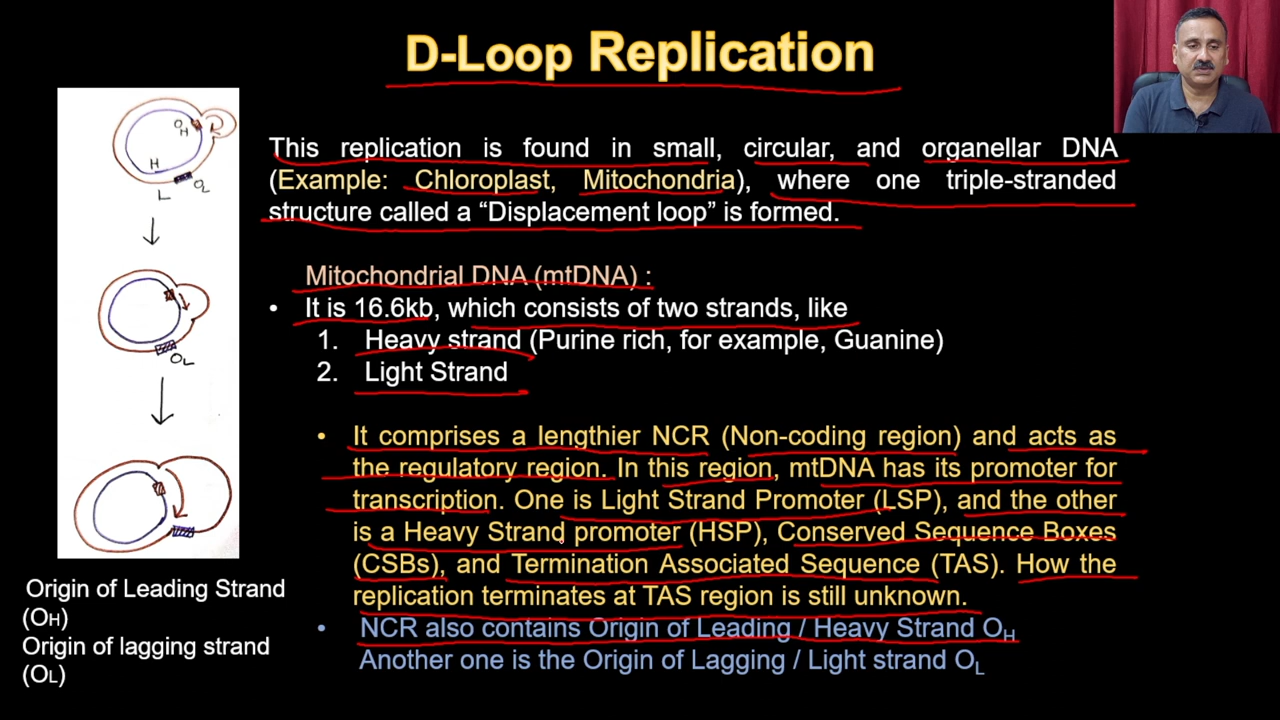 D-Loop Replication
This replication is found in small, circular, and organellar DNA
(Example: Chloroplast, Mitochondria), where one triple-stranded
structure called a “Displacement loop” is formed.
Mitochondrial DNA (mtDNA) :
• It is 16.6kb, which consists of two strands, like
1. Heavy strand (Purine rich, for example, Guanine)
2. Light Strand
• It comprises a lengthier NCR (Non-coding region) and acts as
the regulatory region. In this region, mtDNA has its promoter for
transcription. One is Light Strand Promoter (LSP), and the other
is a Heavy Strand promoter (HSP), Conserved Sequence Boxes
(CSBs), and Termination Associated Sequence (TAS). How the
replication terminates at TAS region is still unknown.
• NCR also contains Origin of Leading / Heavy Strand OH
Another one is the Origin of Lagging / Light strand OL
OH
H
L
OL
OL
Origin of Leading Strand
(OH)
Origin of lagging strand
(OL)